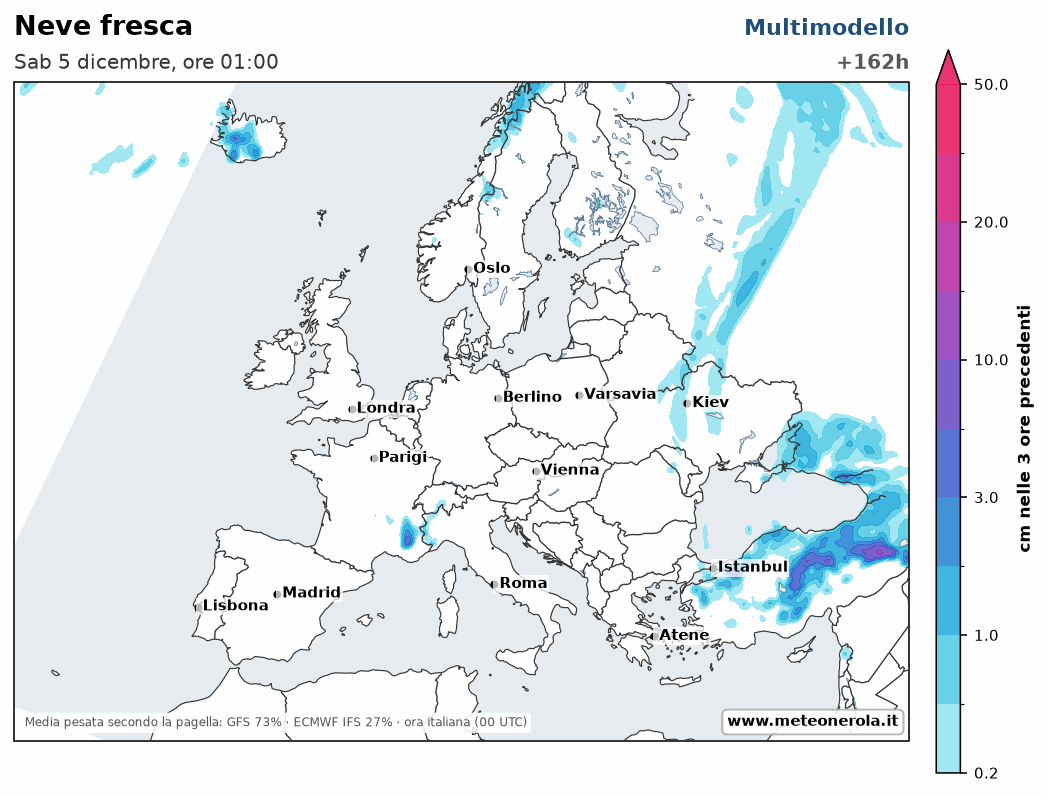 Neve fresca
Multimodello
Sab 5 dicembre, ore 01:00
+162h
50.0
20.0
10.0
3.0
1.0
0.2
cm nelle 3 ore precedenti
Oslo
Berlino
Varsavia
Kiev
Londra
Parigi
Vienna
Istanbul
Roma
Madrid
Lisbona
Atene
Media pesata secondo la pagella: GFS 73% · ECMWF IFS 27% · ora italiana (00 UTC)
www.meteonerola.it